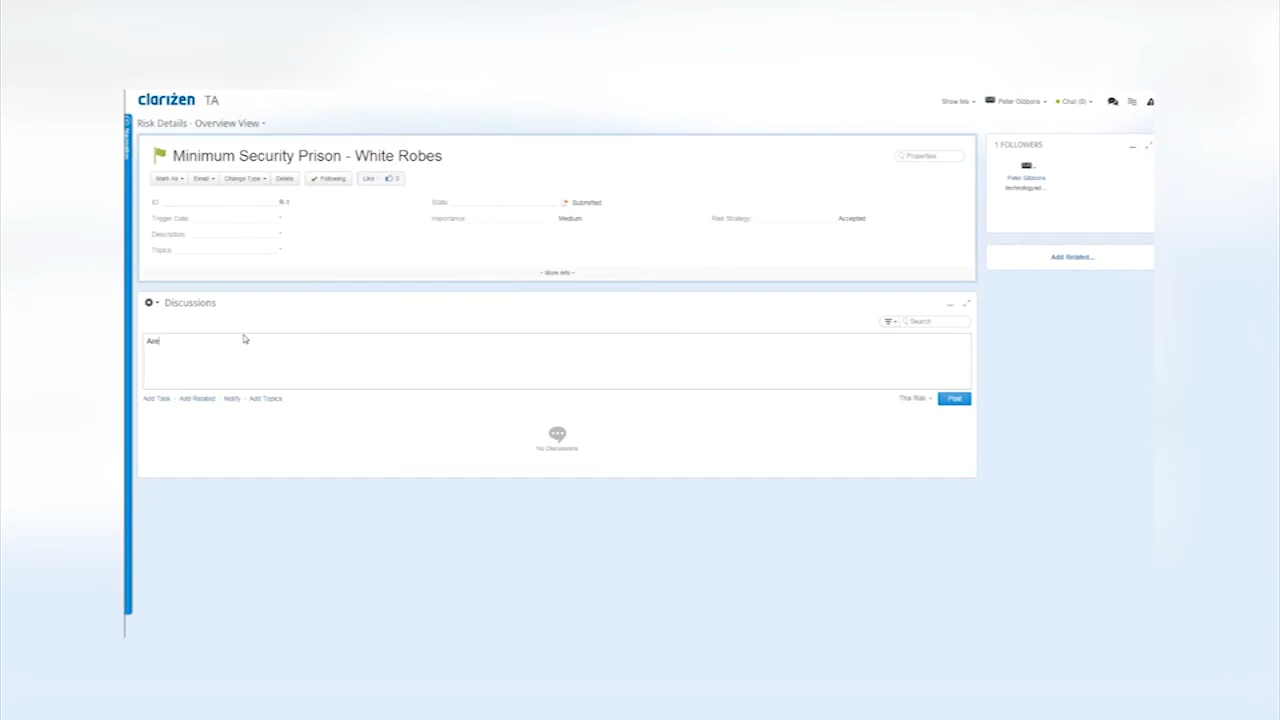 clarizen TA
Show Me
Peter Gibbons
Chat (0)
Risk Details - Overview View
Minimum Security Prison - White Robes
Properties
Mark As
Email
Change Type
Delete
Following
Like
0
ID
R-1
State
Submitted
Trigger Date
Importance
Medium
Risk Strategy
Accepted
Description
Topics
- More info -
1 FOLLOWERS
Peter Gibbons
technologyad...
Add Related...
Discussions
Search
Are
Add Task - Add Related - Notify - Add Topics
This Risk
Post
No Discussions